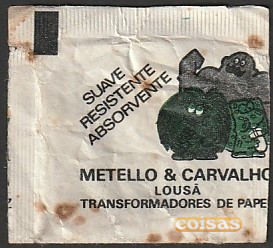 SUAVE
RESISTENTE
ABSORVENTE
METELLO & CARVALHO
LOUSÃ
TRANSFORMADORES DE PAPE
coisas